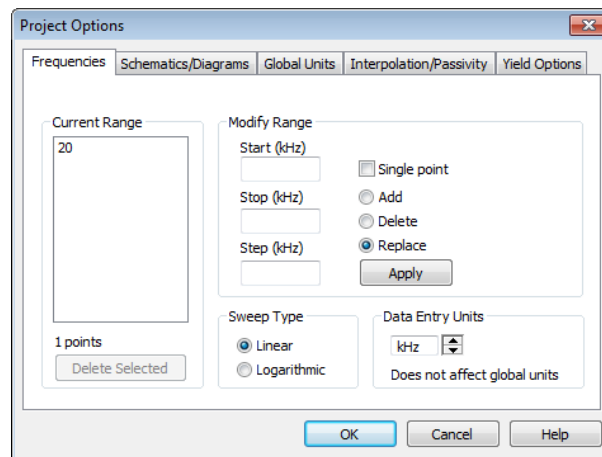 Project Options
Frequencies Schematics/Diagrams Global Units Interpolation/Passivity Yield Options
Current Range
20
1 points
Delete Selected
Modify Range
Start (kHz)
Stop (kHz)
Step (kHz)
Single point
Add
Delete
Replace
Apply
Sweep Type
Linear
Logarithmic
Data Entry Units
kHz
Does not affect global units
OK Cancel Help